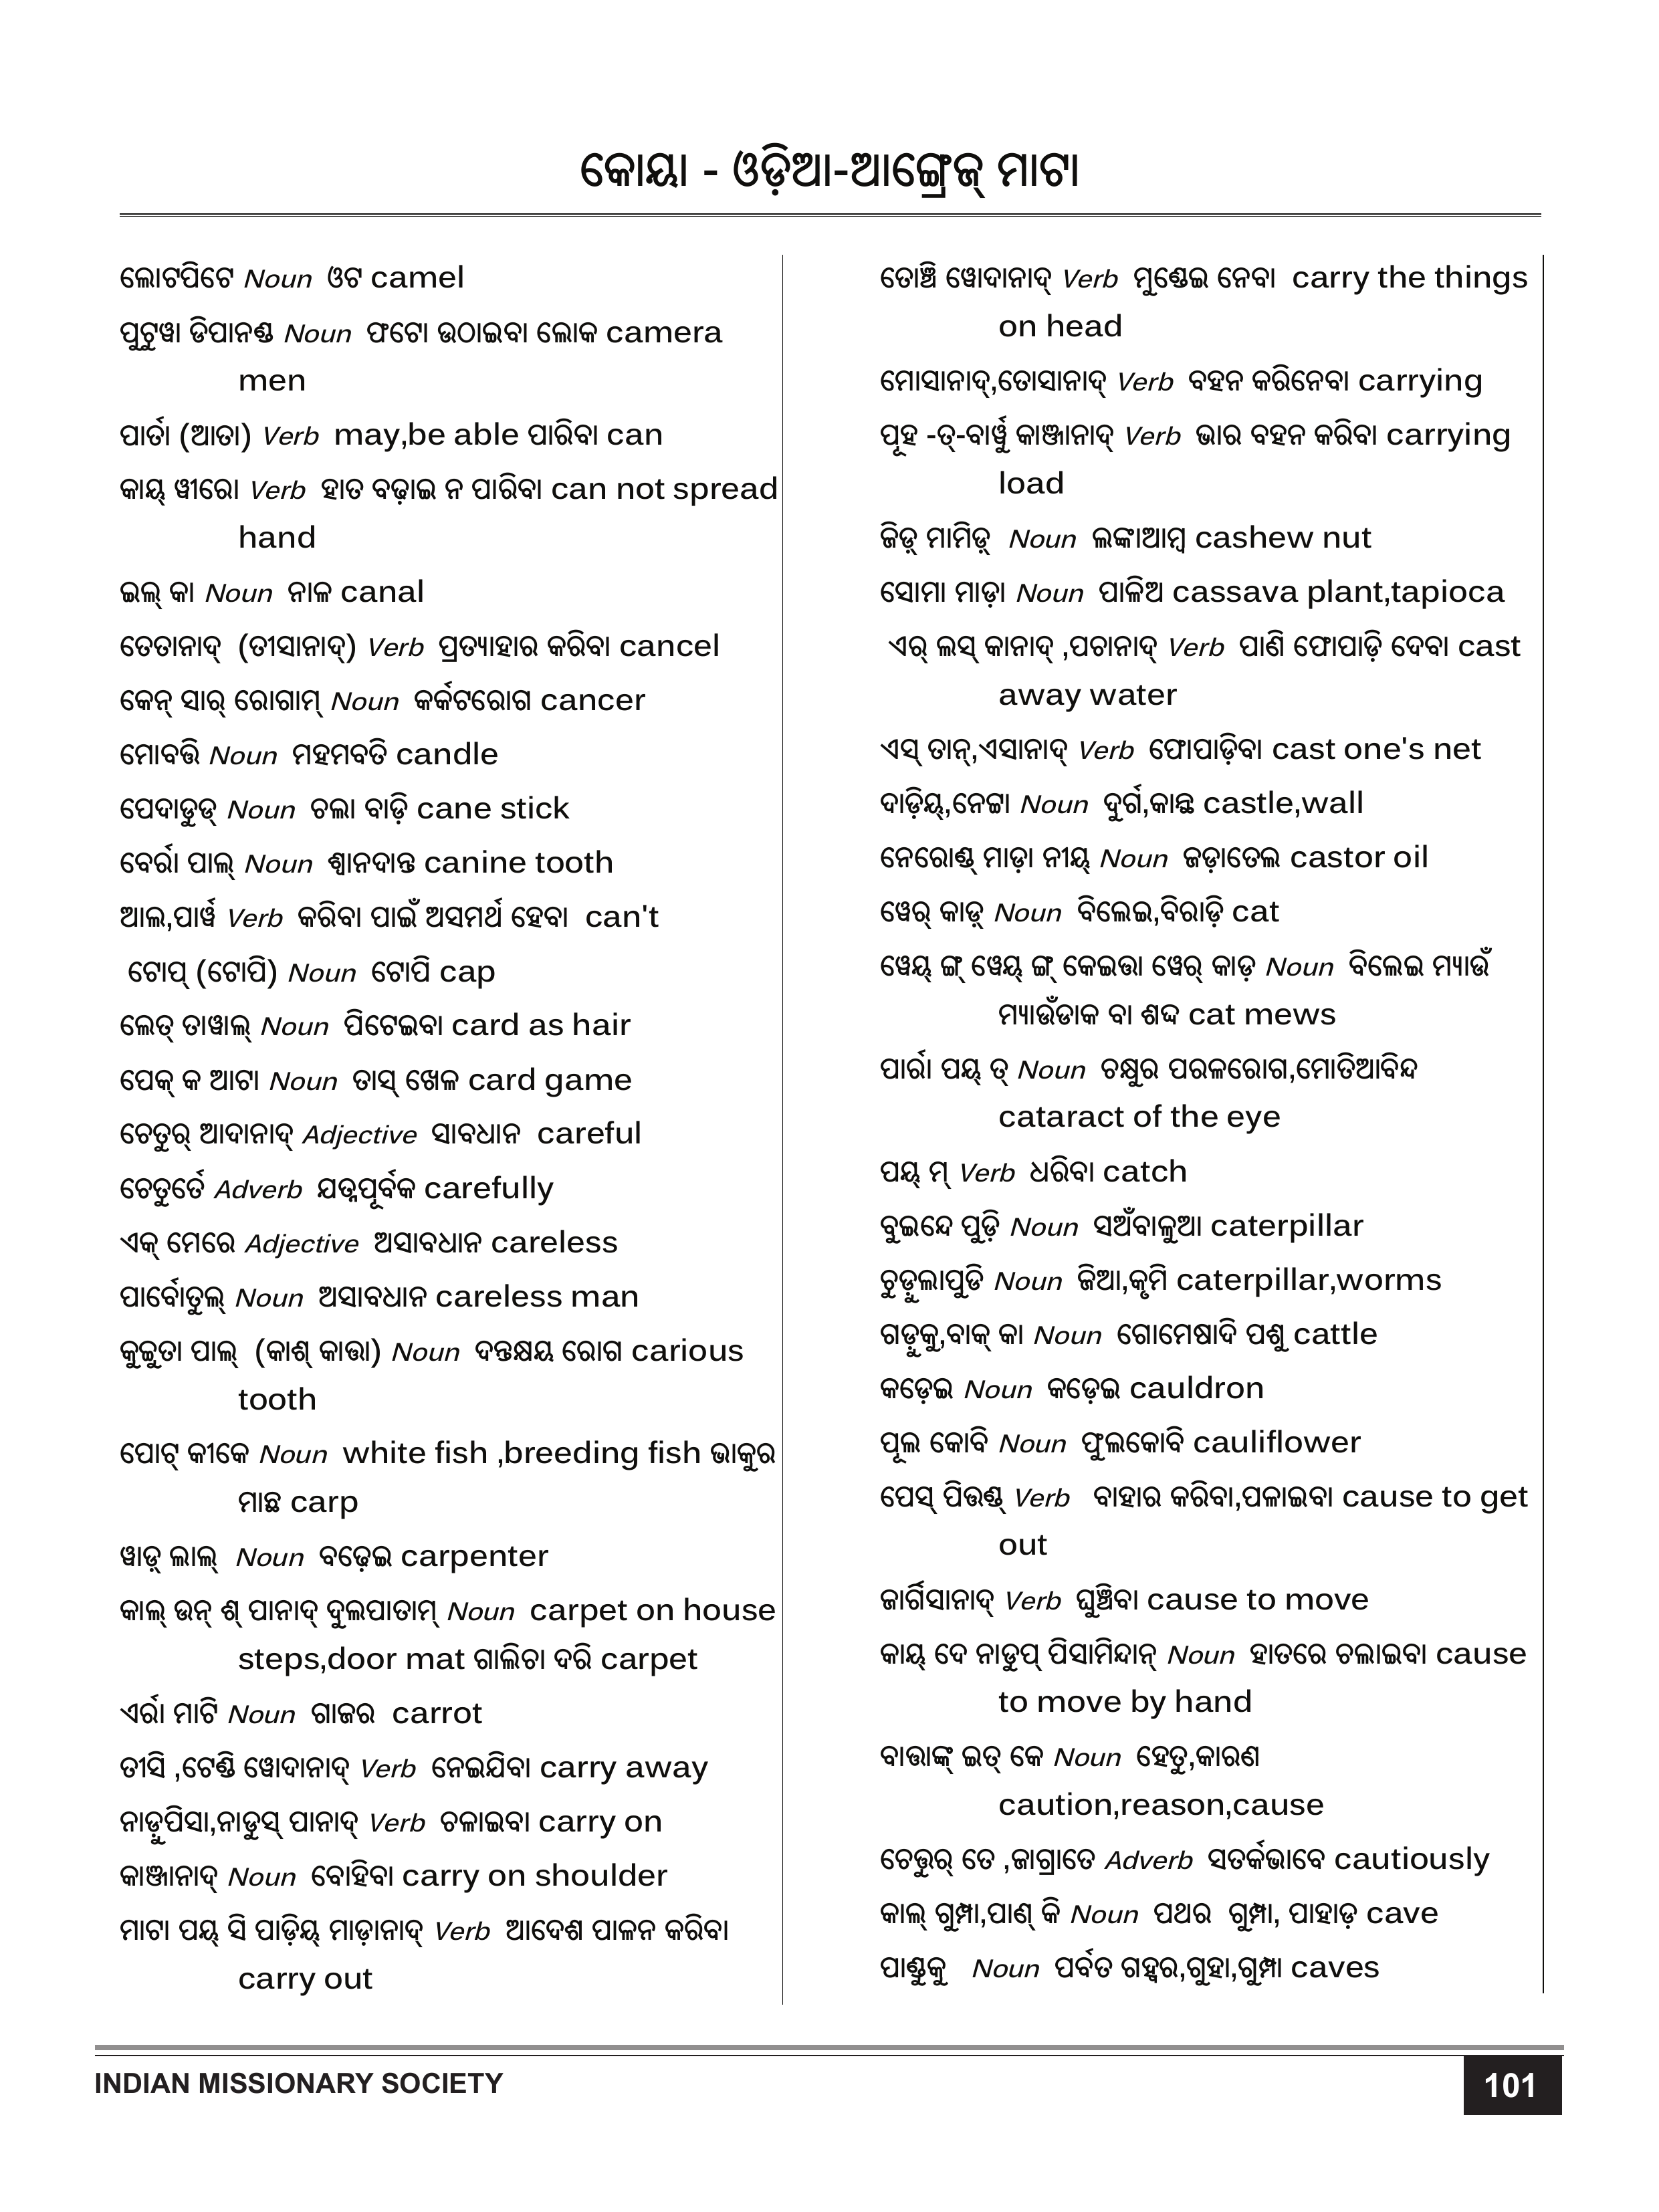 କୋୟା - ଓଡ଼ିଆ-ଆଙ୍ଗ୍ରେଜ୍ ମାଟା
ଲୋଟପିଟେ Noun ଓଟ camel
ପୁଟୁୱା ଡିପାନଣ୍ଡ Noun ଫଟୋ ଉଠାଇବା ଲୋକ camera
men
ପାର୍ତା (ଆତା) Verb may,be able ପାରିବା can
କାୟ୍ ୱୀରୋ Verb ହାତ ବଢ଼ାଇ ନ ପାରିବା can not spread
hand
ଇଲ୍ କା Noun ନାଳ canal
ତେତାନାଦ୍ (ତୀସାନାଦ୍) Verb ପ୍ରତ୍ୟାହାର କରିବା cancel
କେନ୍ ସାର୍ ରୋଗାମ୍ Noun କର୍କଟରୋଗ cancer
ମୋବତ୍ତି Noun ମହମବତି candle
ପେଦାଡୁଡ୍ Noun ଚଲା ବାଡ଼ି cane stick
ବେର୍ରା ପାଲ୍ Noun ଶ୍ୱାନଦାନ୍ତ canine tooth
ଆଲ,ପାର୍ୱ Verb କରିବା ପାଇଁ ଅସମର୍ଥ ହେବା can't
ଟୋପ୍ (ଟୋପି) Noun ଟୋପି cap
ଲେତ୍ ତାୱାଲ୍ Noun ପିଟେଇବା card as hair
ପେକ୍ କ ଆଟା Noun ତାସ୍ ଖେଳ card game
ଚେତୁର୍ ଆଦାନାଦ୍ Adjective ସାବଧାନ careful
ଚେତୁର୍ତେ Adverb ଯତ୍ନପୂର୍ବକ carefully
ଏକ୍ ମେରେ Adjective ଅସାବଧାନ careless
ପାର୍ବୋତୁଲ୍ Noun ଅସାବଧାନ careless man
କୁଚ୍ଚୁତା ପାଲ୍ (କାଶ୍ କାତ୍ତା) Noun ଦନ୍ତକ୍ଷୟ ରୋଗ carious
tooth
ପୋଟ୍ କୀକେ Noun white fish ,breeding fish ଭାକୁର
ମାଛ carp
ୱାଡ଼୍ ଲାଲ୍ Noun ବଢ଼େଇ carpenter
କାଲ୍ ଉନ୍ ଶ୍ ପାନାଦ୍ ଦୁଲପାତାମ୍ Noun carpet on house
steps,door mat ଗାଲିଚା ଦରି carpet
ଏର୍ରା ମାଟି Noun ଗାଜର carrot
ତୀସି ,ଟେଣ୍ଡି ୱୋଦାନାଦ୍ Verb ନେଇଯିବା carry away
ନାଡ଼ୁପିସା,ନାଡୁସ୍ ପାନାଦ୍ Verb ଚଳାଇବା carry on
କାଞ୍ଜାନାଦ୍ Noun ବୋହିବା carry on shoulder
ମାଟା ପୟ୍ ସି ପାଡ଼ିୟ୍ ମାଡ଼ାନାଦ୍ Verb ଆଦେଶ ପାଳନ କରିବା
carry out
ତୋଞ୍ଚି ୱୋଦାନାଦ୍ Verb ମୁଣ୍ଡେଇ ନେବା carry the things
on head
ମୋସାନାଦ୍,ତୋସାନାଦ୍ Verb ବହନ କରିନେବା carrying
ପୂହ -ତ୍-ବାର୍ୱୁ କାଞ୍ଜାନାଦ୍ Verb ଭାର ବହନ କରିବା carrying
load
ଜିଡ଼୍ ମାମିଡ଼୍ Noun ଲଙ୍କାଆମ୍ବ cashew nut
ସୋମା ମାଡ଼ା Noun ପାଳିଅ cassava plant,tapioca
ଏର୍ ଲସ୍ କାନାଦ୍ ,ପଚାନାଦ୍ Verb ପାଣି ଫୋପାଡ଼ି ଦେବା cast
away water
ଏସ୍ ତାନ୍,ଏସାନାଦ୍ Verb ଫୋପାଡ଼ିବା cast one's net
ଦାଡ଼ିୟ୍,ନେଟ୍ଟା Noun ଦୁର୍ଗ,କାନ୍ଥ castle,wall
ନେରୋଣ୍ଡ୍ ମାଡ଼ା ନୀୟ୍ Noun ଜଡ଼ାତେଲ castor oil
ୱେର୍ କାଡ଼୍ Noun ବିଲେଇ,ବିରାଡ଼ି cat
ୱେୟ୍ ଙ୍ଗ୍ ୱେୟ୍ ଙ୍ଗ୍ କେଇତ୍ତା ୱେର୍ କାଡ଼ Noun ବିଲେଇ ମ୍ୟାଉଁ
ମ୍ୟାଉଁଡାକ ବା ଶବ୍ଦ cat mews
ପାର୍ରା ପୟ୍ ତ୍ Noun ଚକ୍ଷୁର ପରଳରୋଗ,ମୋତିଆବିନ୍ଦ
cataract of the eye
ପୟ୍ ମ୍ Verb ଧରିବା catch
ବୁଇନ୍ଦେ ପୁଡ଼ି Noun ସଅଁବାଳୁଆ caterpillar
ଚୁଡ଼ୁଲାପୁଡି Noun ଜିଆ,କୃମି caterpillar,worms
ଗଡ଼ୁକୁ,ବାକ୍ କା Noun ଗୋମେଷାଦି ପଶୁ cattle
କଡ଼େଇ Noun କଡ଼େଇ cauldron
ପୂଲ କୋବି Noun ଫୁଲକୋବି cauliflower
ପେସ୍ ପିଉଣ୍ଡ୍ Verb ବାହାର କରିବା,ପଳାଇବା cause to get
out
ଜାର୍ଗିସାନାଦ୍ Verb ଘୁଞ୍ଚିବା cause to move
କାୟ୍ ଦେ ନାଡୁପ୍ ପିସାମିନ୍ଦାନ୍ Noun ହାତରେ ଚଲାଇବା cause
to move by hand
ବାତ୍ତାଙ୍କ୍ ଇତ୍ କେ Noun ହେତୁ,କାରଣ
caution,reason,cause
ଚେତ୍ତୁର୍ ତେ ,ଜାଗ୍ରାତେ Adverb ସତର୍କଭାବେ cautiously
କାଲ୍ ଗୁମ୍ପା,ପାଣ୍ କି Noun ପଥର ଗୁମ୍ପା, ପାହାଡ଼ cave
ପାଣ୍ଡୁକୁ Noun ପର୍ବତ ଗହ୍ୱର,ଗୁହା,ଗୁମ୍ପା caves
INDIAN MISSIONARY SOCIETY
101